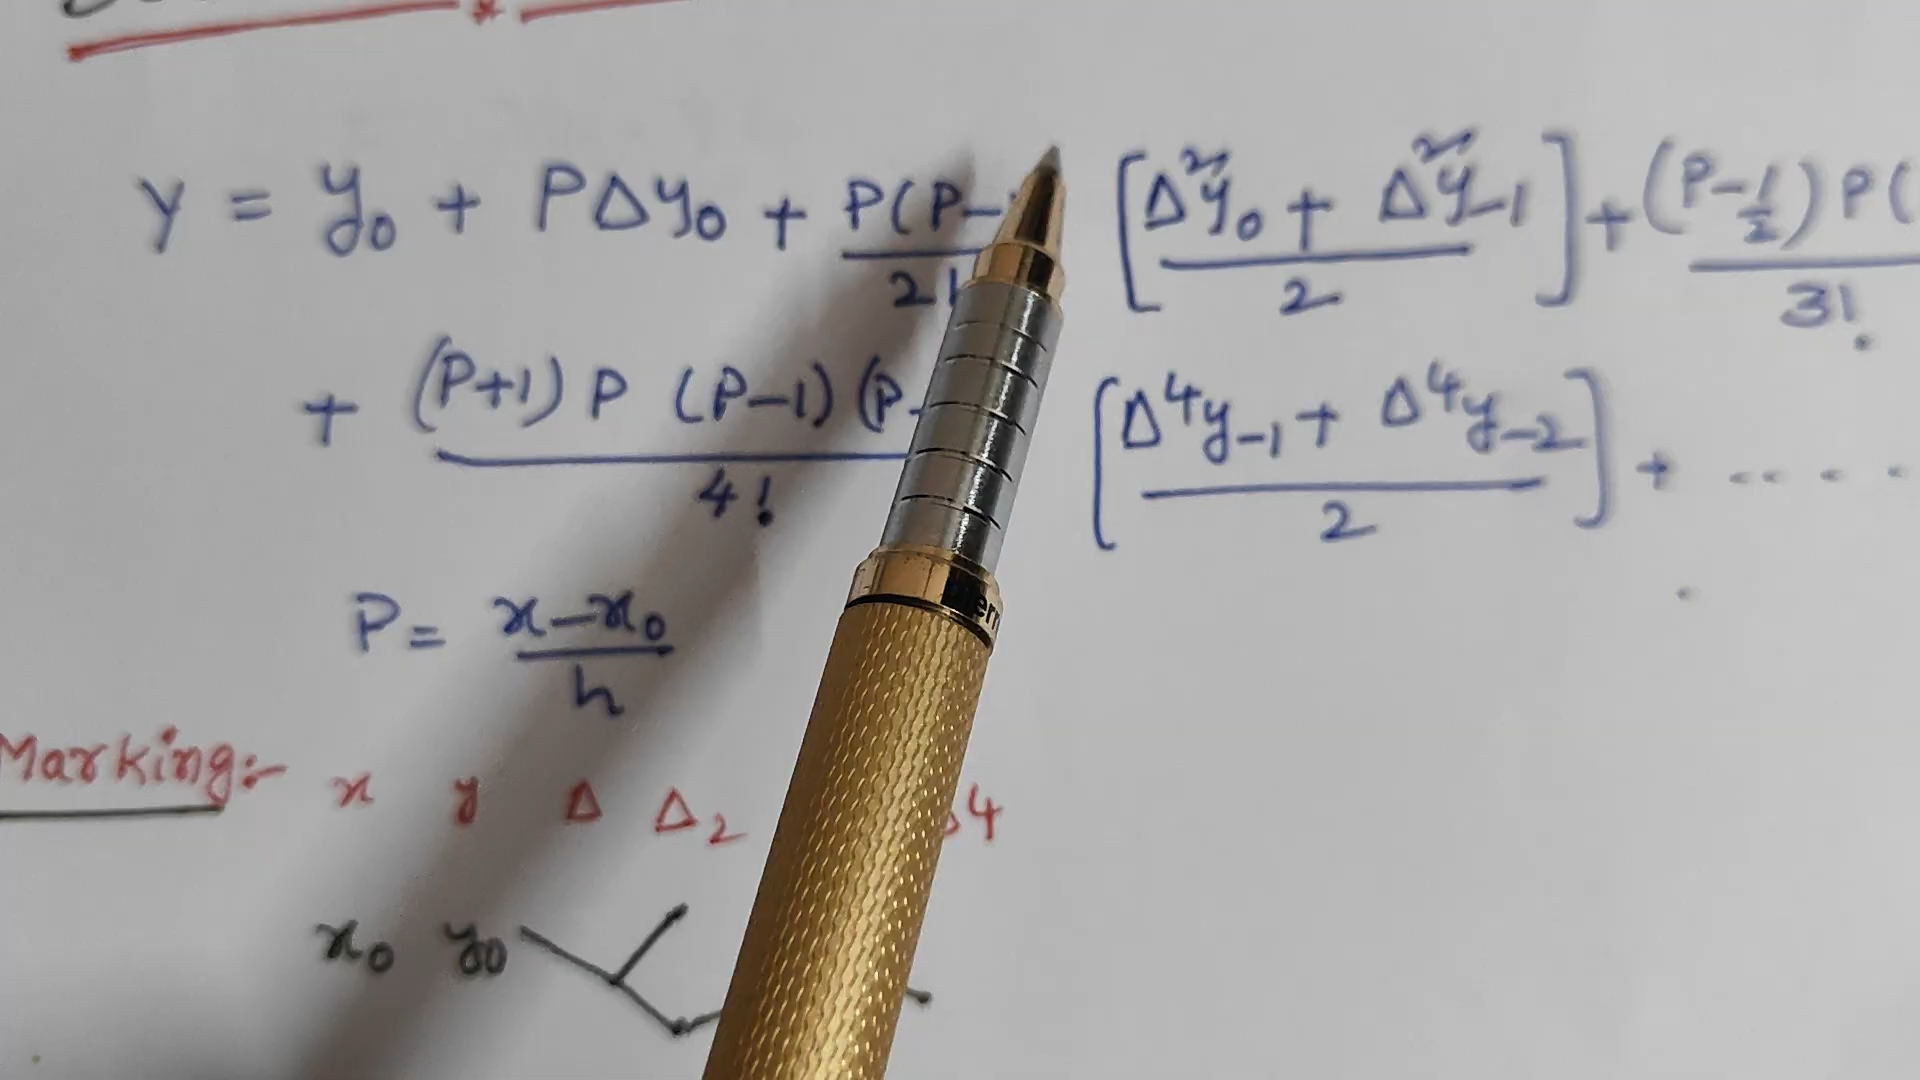 y = y₀ + PΔy₀ + P(P- / 2! [Δ²y₀ + Δ²y₋₁ / 2] + (P-1/2) P( / 3!
+ (P+1) P (P-1) (P- / 4! [Δ⁴y₋₁ + Δ⁴y₋₂ / 2] + .....
P = x-x₀ / h
Marking:- x y Δ Δ₂ 4
x₀ y₀